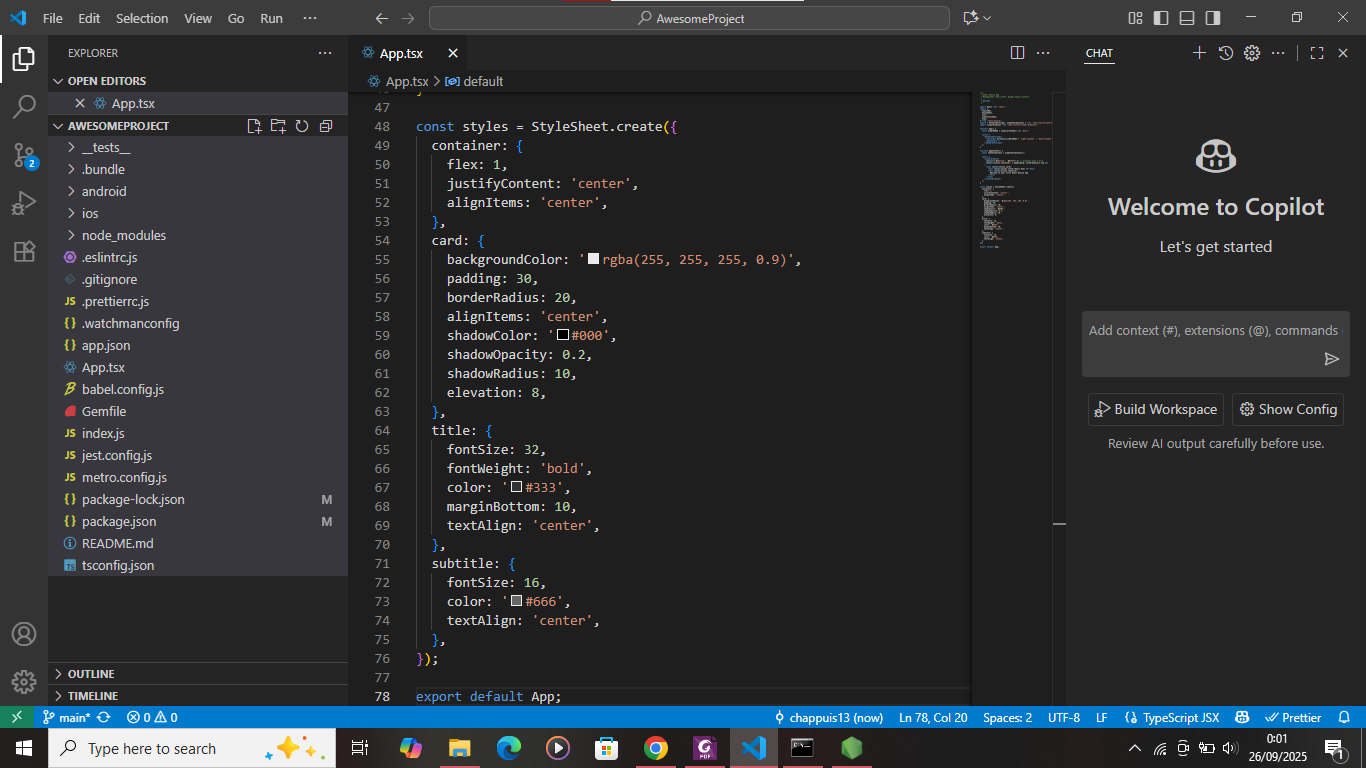 File Edit Selection View Go Run ···
AwesomeProject
EXPLORER
OPEN EDITORS
App.tsx
AWESOMEPROJECT
__tests__
.bundle
android
ios
node_modules
.eslintrc.js
.gitignore
JS .prettierrc.js
{} .watchmanconfig
{} app.json
App.tsx
babel.config.js
Gemfile
JS index.js
JS jest.config.js
JS metro.config.js
{} package-lock.json M
{} package.json M
README.md
TS tsconfig.json
OUTLINE
TIMELINE
2
App.tsx
App.tsx > default
47
48 const styles = StyleSheet.create({
49 container: {
50 flex: 1,
51 justifyContent: 'center',
52 alignItems: 'center',
53 },
54 card: {
55 backgroundColor: 'rgba(255, 255, 255, 0.9)',
56 padding: 30,
57 borderRadius: 20,
58 alignItems: 'center',
59 shadowColor: '#000',
60 shadowOpacity: 0.2,
61 shadowRadius: 10,
62 elevation: 8,
63 },
64 title: {
65 fontSize: 32,
66 fontWeight: 'bold',
67 color: '#333',
68 marginBottom: 10,
69 textAlign: 'center',
70 },
71 subtitle: {
72 fontSize: 16,
73 color: '#666',
74 textAlign: 'center',
75 },
76 });
77
78 export default App;
CHAT
Welcome to Copilot
Let's get started
Add context (#), extensions (@), commands
Build Workspace
Show Config
Review AI output carefully before use.
main* 0 0 chappuis13 (now) Ln 78, Col 20 Spaces: 2 UTF-8 LF {} TypeScript JSX Prettier
Type here to search
PDF
0:01
26/09/2025
1